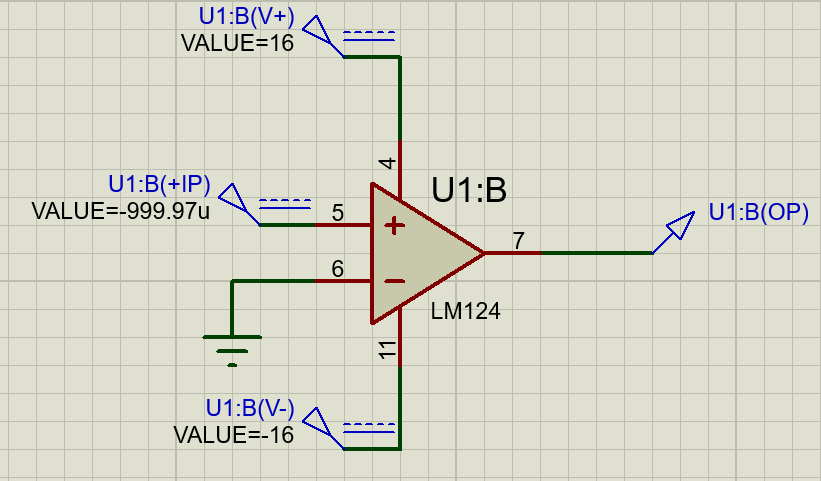 U1:B(V+)
VALUE=16
4
U1:B
U1:B(+IP)
VALUE=-999.97u
5
+
U1:B(OP)
7
6
−
LM124
11
U1:B(V-)
VALUE=-16